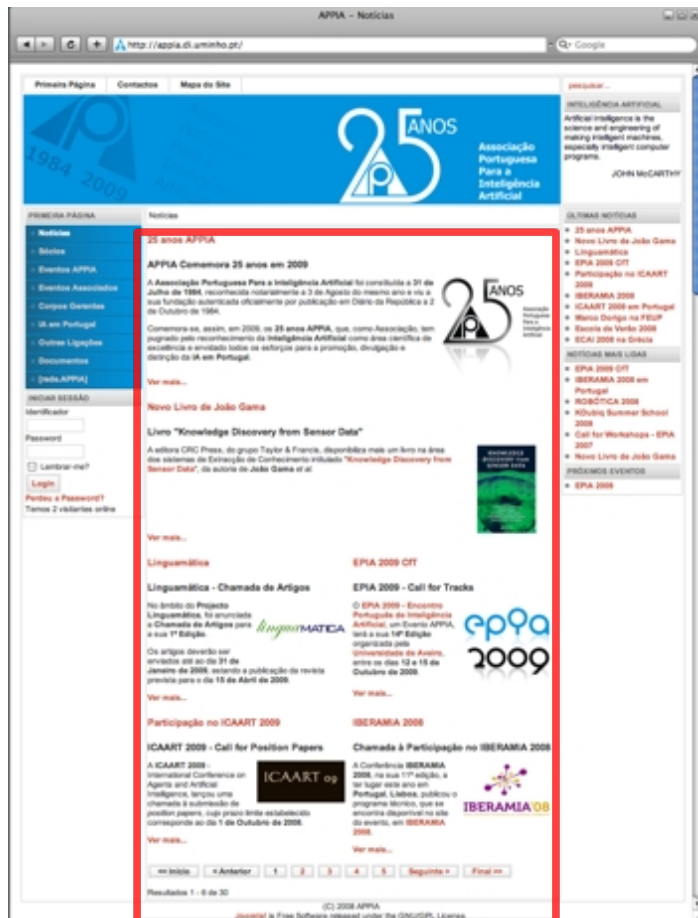 APPIA – Notícias
http://appia.di.uminho.pt/
Google
Primeira Página Contactos Mapa do Site
pesquisar...
1984 2009
25 ANOS
Associação
Portuguesa
Para a
Inteligência
Artificial
INTELIGÊNCIA ARTIFICIAL
Artificial Intelligence is the
science and engineering of
making intelligent machines,
especially intelligent computer
programs.
JOHN McCARTHY
PRIMEIRA PÁGINA
Notícias
Sócios
Eventos APPIA
Eventos Associados
Corpos Gerentes
IA em Portugal
Outras Ligações
Documentos
[rede.APPIA]
INICIAR SESSÃO
Identificador
Password
Lembrar-me?
Login
Perdeu a Password?
Temos 2 visitantes online
Notícias
25 anos APPIA
APPIA Comemora 25 anos em 2009
A Associação Portuguesa Para a Inteligência Artificial foi constituída a 31 de
Julho de 1984, reconhecida notarialmente a 3 de Agosto do mesmo ano e viu a
sua fundação autenticada oficialmente por publicação em Diário da República a 2
de Outubro de 1984.
Comemora-se, assim, em 2009, os 25 anos APPIA, que, como Associação, tem
pugnado pelo reconhecimento da Inteligência Artificial como área científica de
excelência e envidado todos os esforços para a promoção, divulgação e
distinção da IA em Portugal.
25 ANOS
Associação
Portuguesa
Para a
Inteligência
Artificial
Ver mais...
Novo Livro de João Gama
Livro "Knowledge Discovery from Sensor Data"
A editora CRC Press, do grupo Taylor & Francis, disponibiliza mais um livro na área
dos sistemas de Extracção de Conhecimento intitulado "Knowledge Discovery from
Sensor Data", da autoria de João Gama et al.
KNOWLEDGE
DISCOVERY FROM
SENSOR DATA
Ver mais...
Linguamática
Linguamática - Chamada de Artigos
No âmbito do Projecto
Linguamática, foi anunciada
a Chamada de Artigos para
a sua 1ª Edição.
linguaMATICA
Os artigos deverão ser
enviados até ao dia 31 de
Janeiro de 2009, estando a publicação da revista
prevista para o dia 15 de Abril de 2009.
Ver mais...
EPIA 2009 CfT
EPIA 2009 - Call for Tracks
O EPIA 2009 - Encontro
Português de Inteligência
Artificial, um Evento APPIA,
terá a sua 14ª Edição
organizada pela
Universidade de Aveiro,
entre os dias 12 e 15 de
Outubro de 2009.
epia
2009
Ver mais...
Participação no ICAART 2009
ICAART 2009 - Call for Position Papers
A ICAART 2009 -
International Conference on
Agents and Artificial
Intelligence, lançou uma
chamada à submissão de
position papers, cujo prazo limite estabelecido
corresponde ao dia 1 de Outubro de 2008.
ICAART 09
Ver mais...
IBERAMIA 2008
Chamada à Participação no IBERAMIA 2008
A Conferência IBERAMIA
2008, na sua 11ª edição, a
ter lugar este ano em
Portugal, Lisboa, publicou o
programa técnico, que se
encontra disponível no site
do evento, em IBERAMIA
2008.
IBERAMIA'08
Ver mais...
<< Início < Anterior 1 2 3 4 5 Seguinte > Final >>
Resultados 1 - 6 de 30
ÚLTIMAS NOTÍCIAS
25 anos APPIA
Novo Livro de João Gama
Linguamática
EPIA 2009 CfT
Participação no ICAART
2009
IBERAMIA 2008
ICAART 2009 em Portugal
Marco Dorigo na FEUP
Escola de Verão 2008
ECAI 2008 na Grécia
NOTÍCIAS MAIS LIDAS
EPIA 2009 CfT
IBERAMIA 2008 em
Portugal
ROBÓTICA 2008
KDubiq Summer School
2008
Call for Workshops - EPIA
2007
Novo Livro de João Gama
PRÓXIMOS EVENTOS
EPIA 2009
(C) 2008 APPIA
Joomla! is Free Software released under the GNU/GPL License.